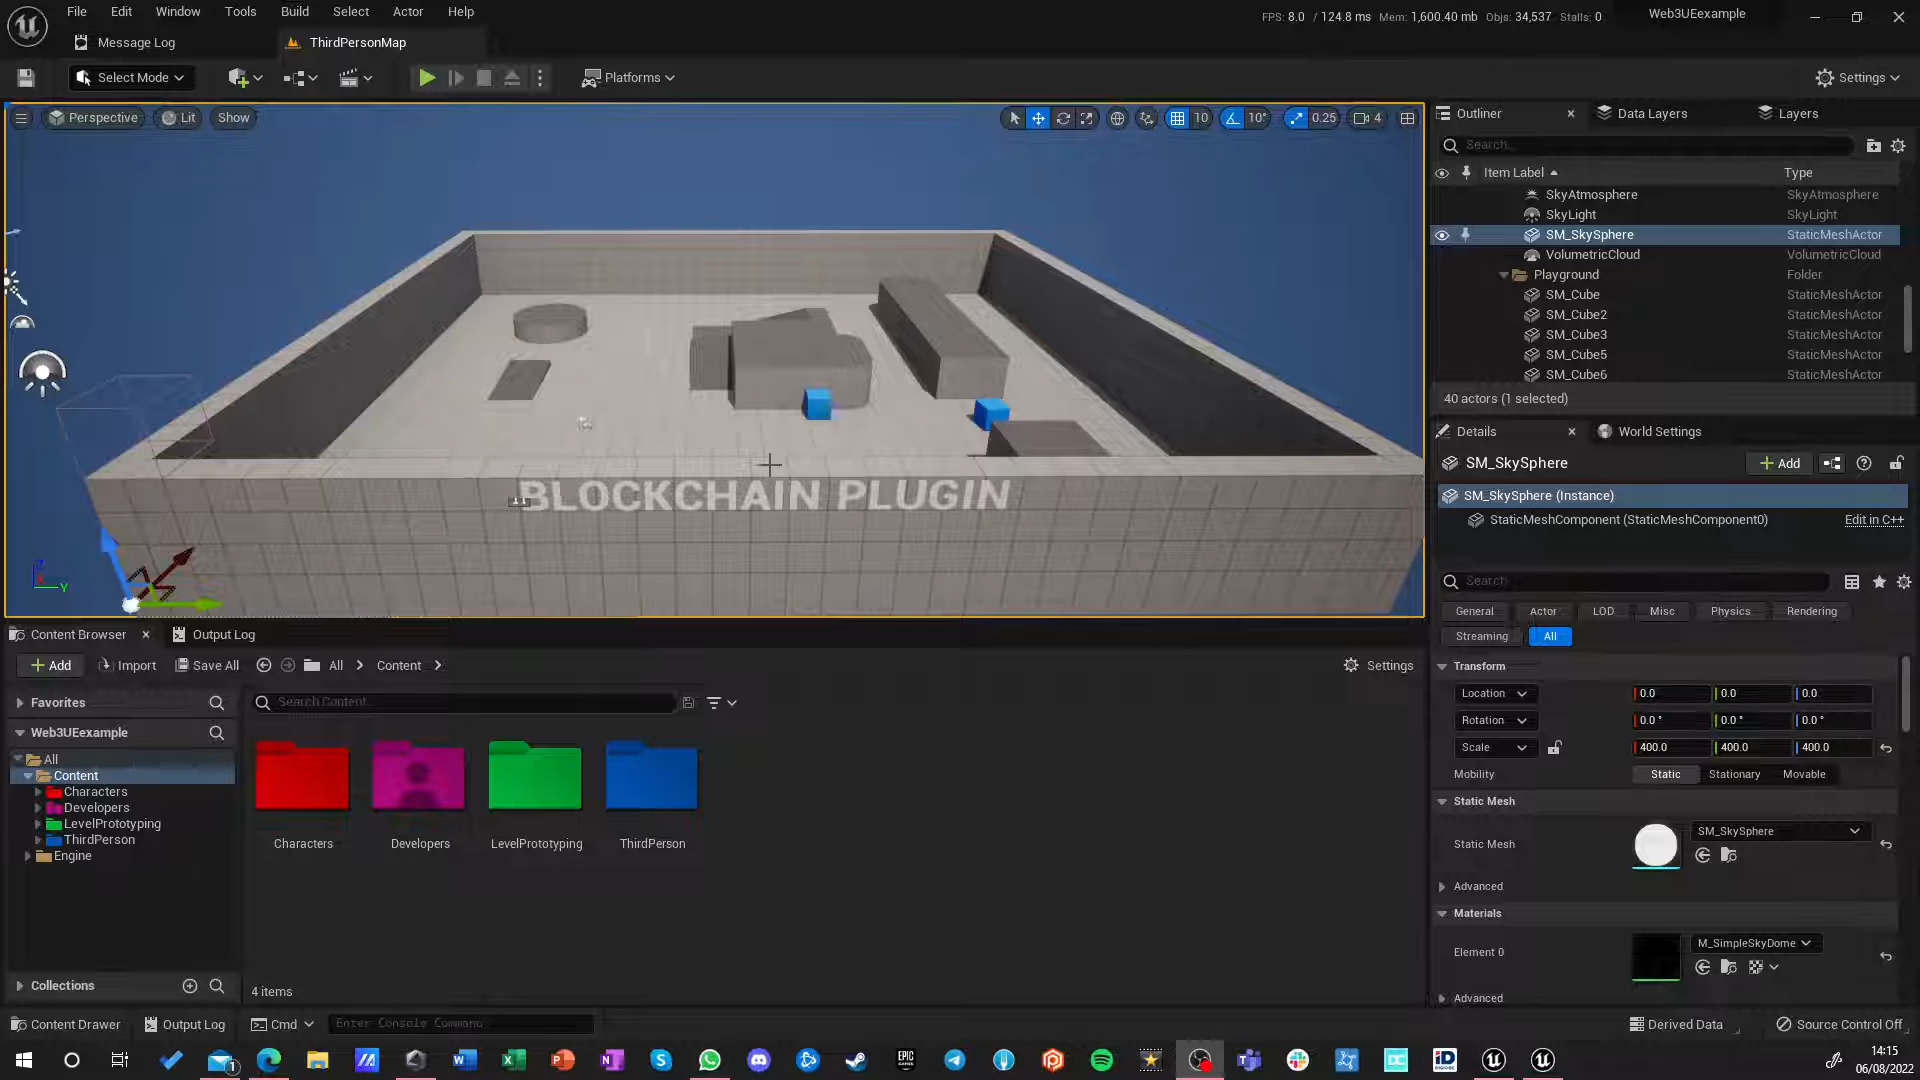 File Edit Window Tools Build Select Actor Help
FPS: 8.0 / 124.8 ms Mem: 1,600.40 mb Objs: 34,537 Stalls: 0
Web3UEexample
Message Log
ThirdPersonMap
Select Mode
Platforms
Settings
Perspective
Lit
Show
10
10°
0.25
4
BLOCKCHAIN PLUGIN
Y
Outliner
Data Layers
Layers
Search...
Item Label
Type
SkyAtmosphere SkyAtmosphere
SkyLight SkyLight
SM_SkySphere StaticMeshActor
VolumetricCloud VolumetricCloud
Playground Folder
SM_Cube StaticMeshActor
SM_Cube2 StaticMeshActor
SM_Cube3 StaticMeshActor
SM_Cube5 StaticMeshActor
SM_Cube6 StaticMeshActor
40 actors (1 selected)
Details
World Settings
SM_SkySphere
Add
SM_SkySphere (Instance)
StaticMeshComponent (StaticMeshComponent0)
Edit in C++
Search
General Actor LOD Misc Physics Rendering
Streaming All
Transform
Location 0.0 0.0 0.0
Rotation 0.0 ° 0.0 ° 0.0 °
Scale 400.0 400.0 400.0
Mobility Static Stationary Movable
Static Mesh
Static Mesh SM_SkySphere
Advanced
Materials
Element 0 M_SimpleSkyDome
Advanced
Content Browser
Output Log
Add
Import
Save All
All
Content
Settings
Favorites
Web3UEexample
All
Content
Characters
Developers
LevelPrototyping
ThirdPerson
Engine
Collections
Search Content...
Characters
Developers
LevelPrototyping
ThirdPerson
4 items
Content Drawer
Output Log
Cmd
Enter Console Command
Derived Data
Source Control Off
1
EPIC
GAMES
DC
iD
14:15
06/08/2022